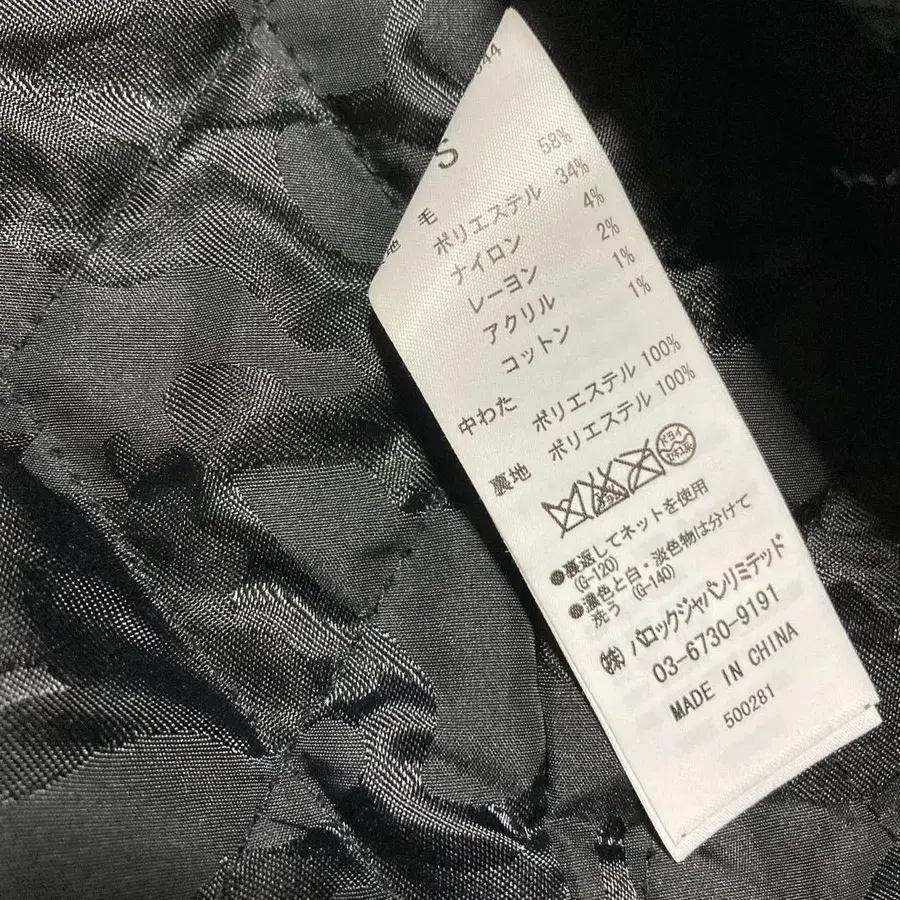 544
S
地 毛 58%
ポリエステル 34%
ナイロン 4%
レーヨン 2%
アクリル 1%
コットン 1%
中わた ポリエステル 100%
裏地 ポリエステル 100%
ドライ
●裏返してネットを使用
(G-120)
●濃色と白・淡色物は分けて
洗う (G-140)
(株)バロックジャパンリミテッド
03-6730-9191
MADE IN CHINA
500281